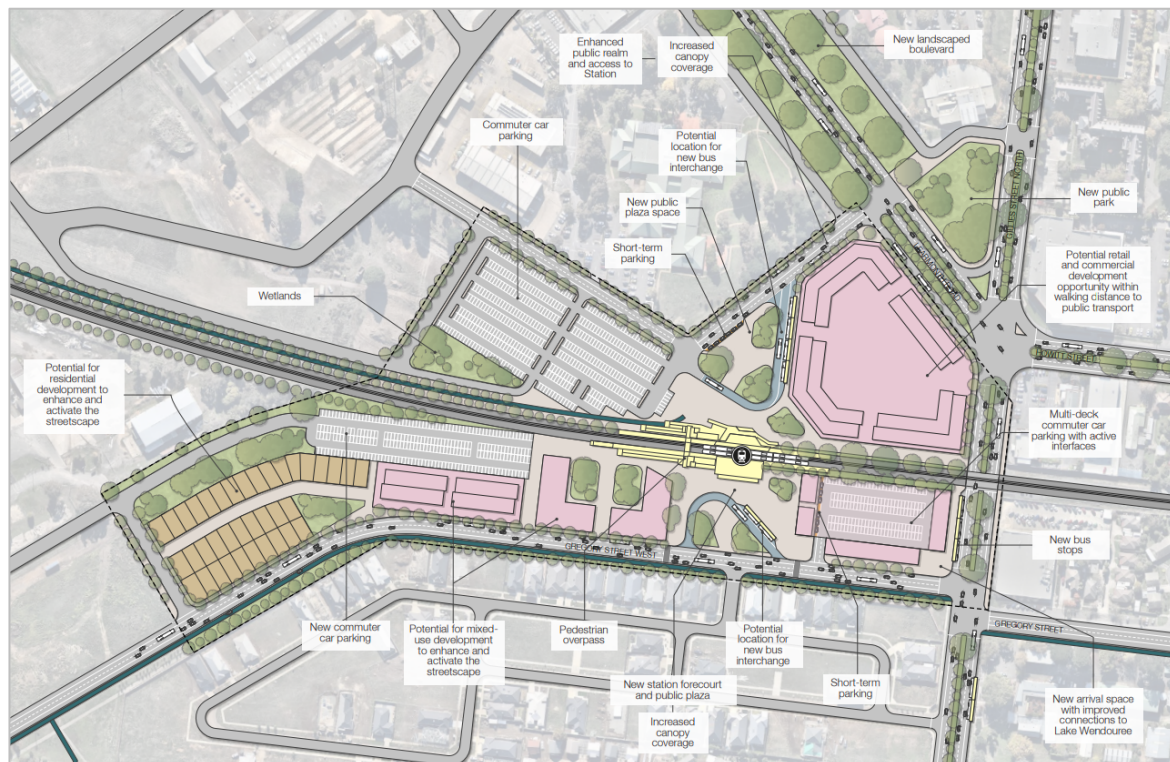 Enhanced
public realm
and access to
Station
Increased
canopy
coverage
New landscaped
boulevard
Commuter car
parking
Potential
location for
new bus
interchange
New public
plaza space
Short-term
parking
New public
park
Potential retail
and commercial
development
opportunity within
walking distance to
public transport
Wetlands
HOWITT STREET
Potential for
residential
development to
enhance and
activate the
streetscape
Multi-deck
commuter car
parking with active
interfaces
New bus
stops
GREGORY STREET WEST
GREGORY STREET
New commuter
car parking
Potential for mixed-
use development
to enhance and
activate the
streetscape
Pedestrian
overpass
Potential
location for
new bus
interchange
New station forecourt
and public plaza
Short-term
parking
Increased
canopy
coverage
New arrival space
with improved
connections to
Lake Wendouree